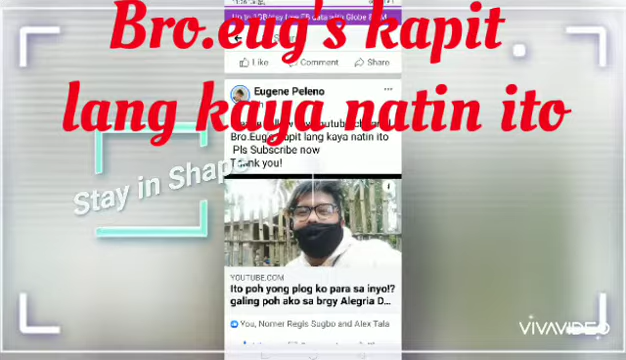 Bro.eug's kapit
lang kaya natin ito
Stay in Shape
Like
Comment
Share
Eugene Peleno
Bro.Eug's Kapit lang kaya natin ito
Pls Subscribe now
Thank you!
YOUTUBE.COM
Ito poh yong plog ko para sa inyo!?
galing poh ako sa brgy Alegria D...
You, Nomer Regis Sugbo and Alex Tala
VIVAVIDEO